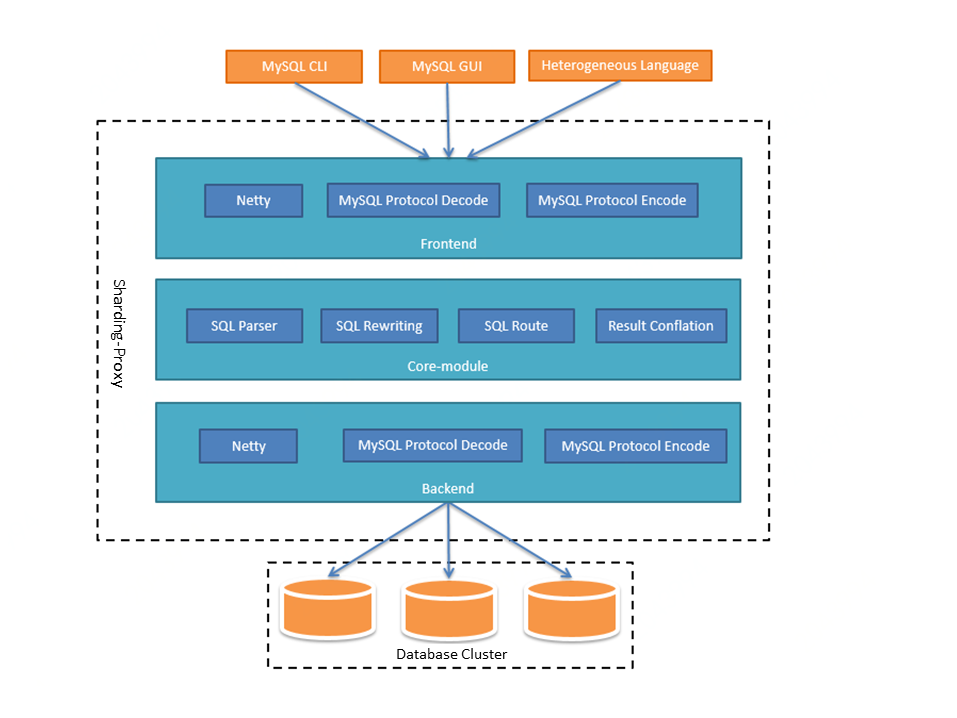 MySQL CLI
MySQL GUI
Heterogeneous Language
Sharding-Proxy
Netty
MySQL Protocol Decode
MySQL Protocol Encode
Frontend
SQL Parser
SQL Rewriting
SQL Route
Result Conflation
Core-module
Netty
MySQL Protocol Decode
MySQL Protocol Encode
Backend
Database Cluster